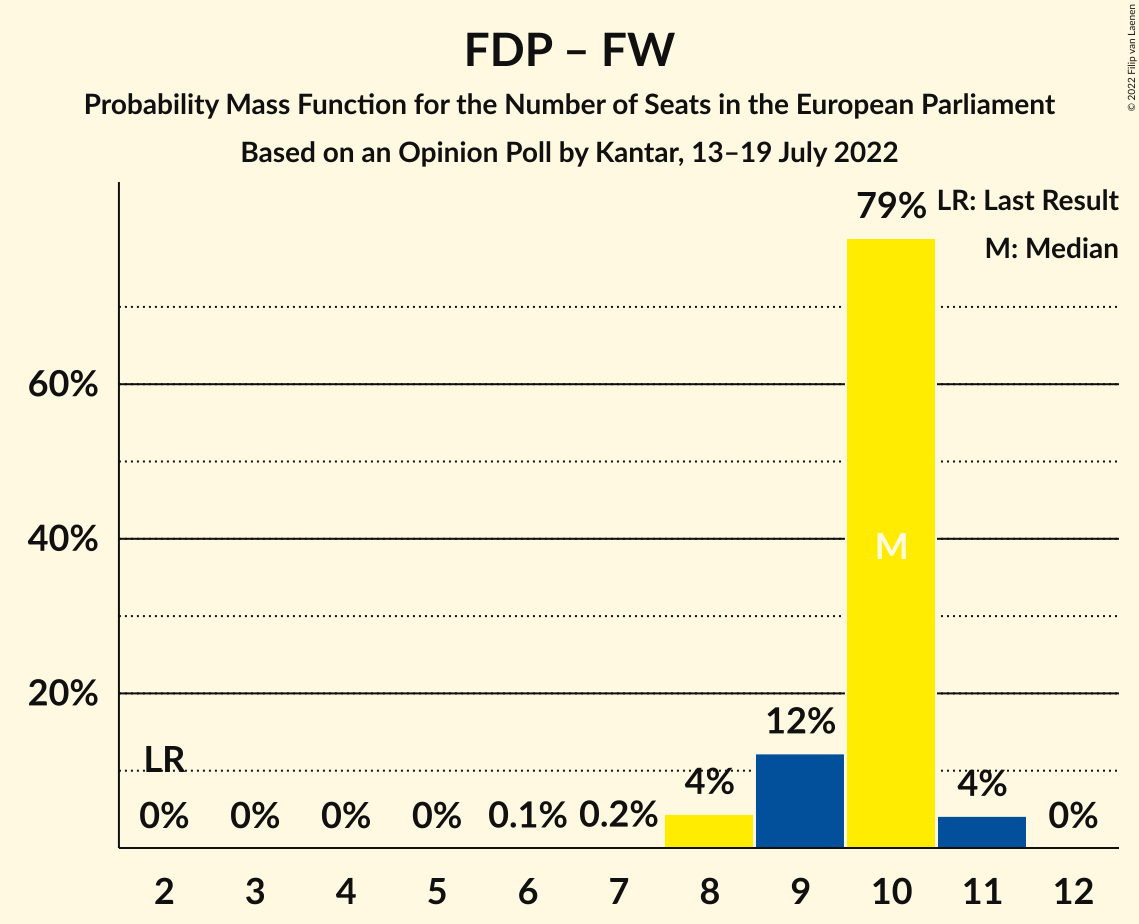 FDP – FW
Probability Mass Function for the Number of Seats in the European Parliament
Based on an Opinion Poll by Kantar, 13–19 July 2022
© 2022 Filip van Laenen
LR: Last Result
M: Median
79%
60%
40%
20%
M
LR
0%
0%
0%
0%
0.1%
0.2%
4%
12%
4%
0%
2 3 4 5 6 7 8 9 10 11 12